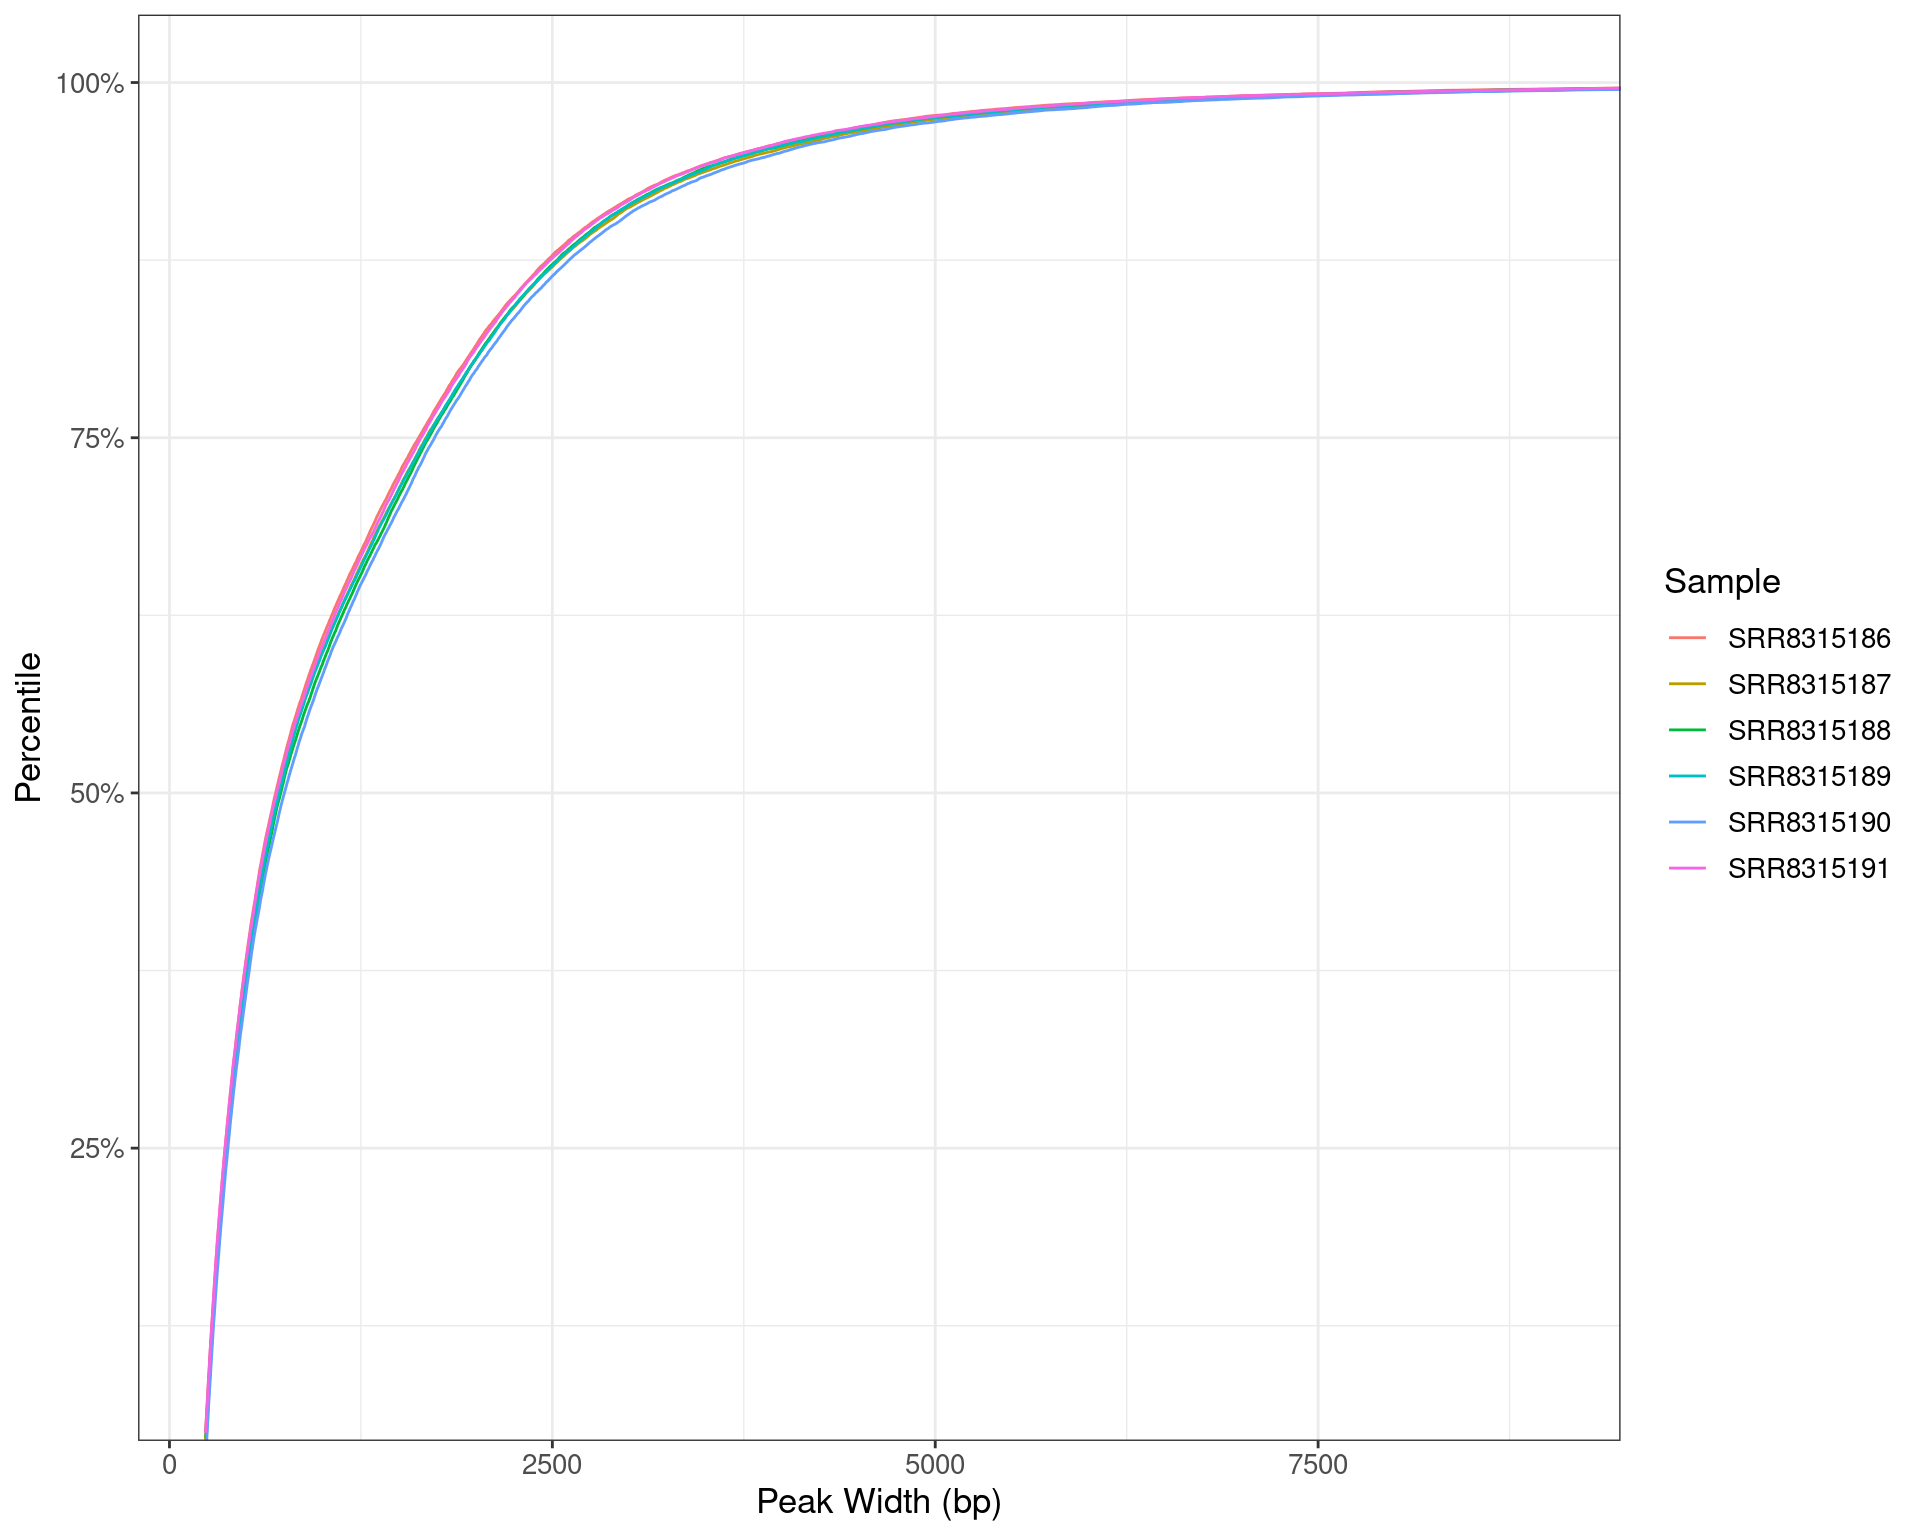 100%
75%
50%
25%
Percentile
0
2500
5000
7500
Peak Width (bp)
Sample
SRR8315186
SRR8315187
SRR8315188
SRR8315189
SRR8315190
SRR8315191